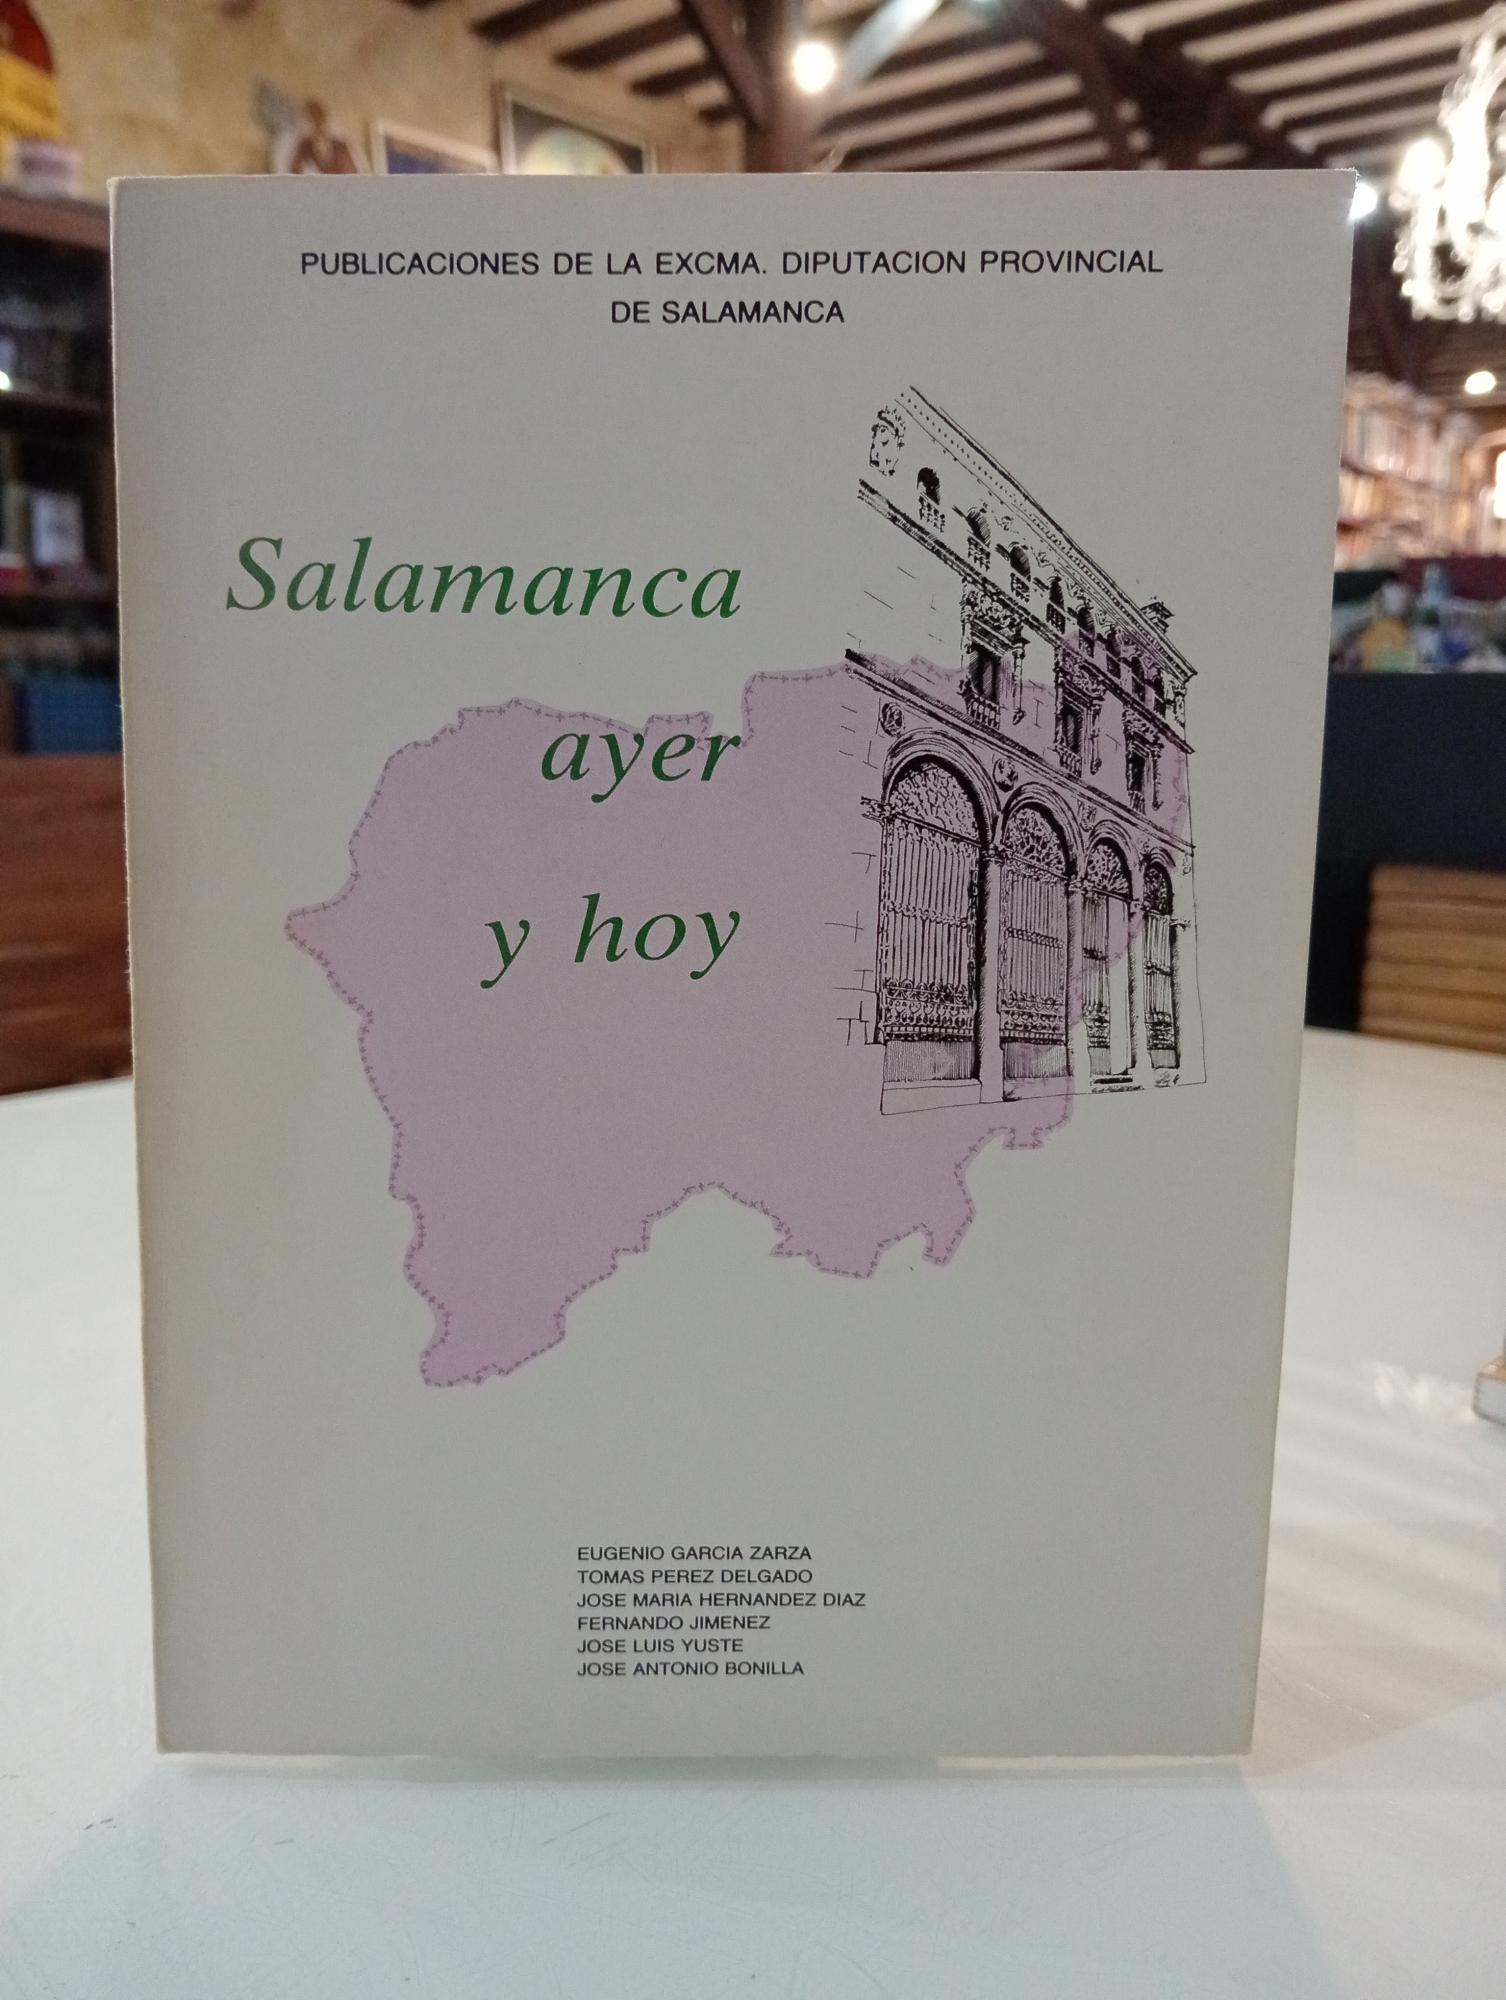 PUBLICACIONES DE LA EXCMA. DIPUTACION PROVINCIAL
DE SALAMANCA
Salamanca
ayer
y hoy
EUGENIO GARCIA ZARZA
TOMAS PEREZ DELGADO
JOSE MARIA HERNANDEZ DIAZ
FERNANDO JIMENEZ
JOSE LUIS YUSTE
JOSE ANTONIO BONILLA